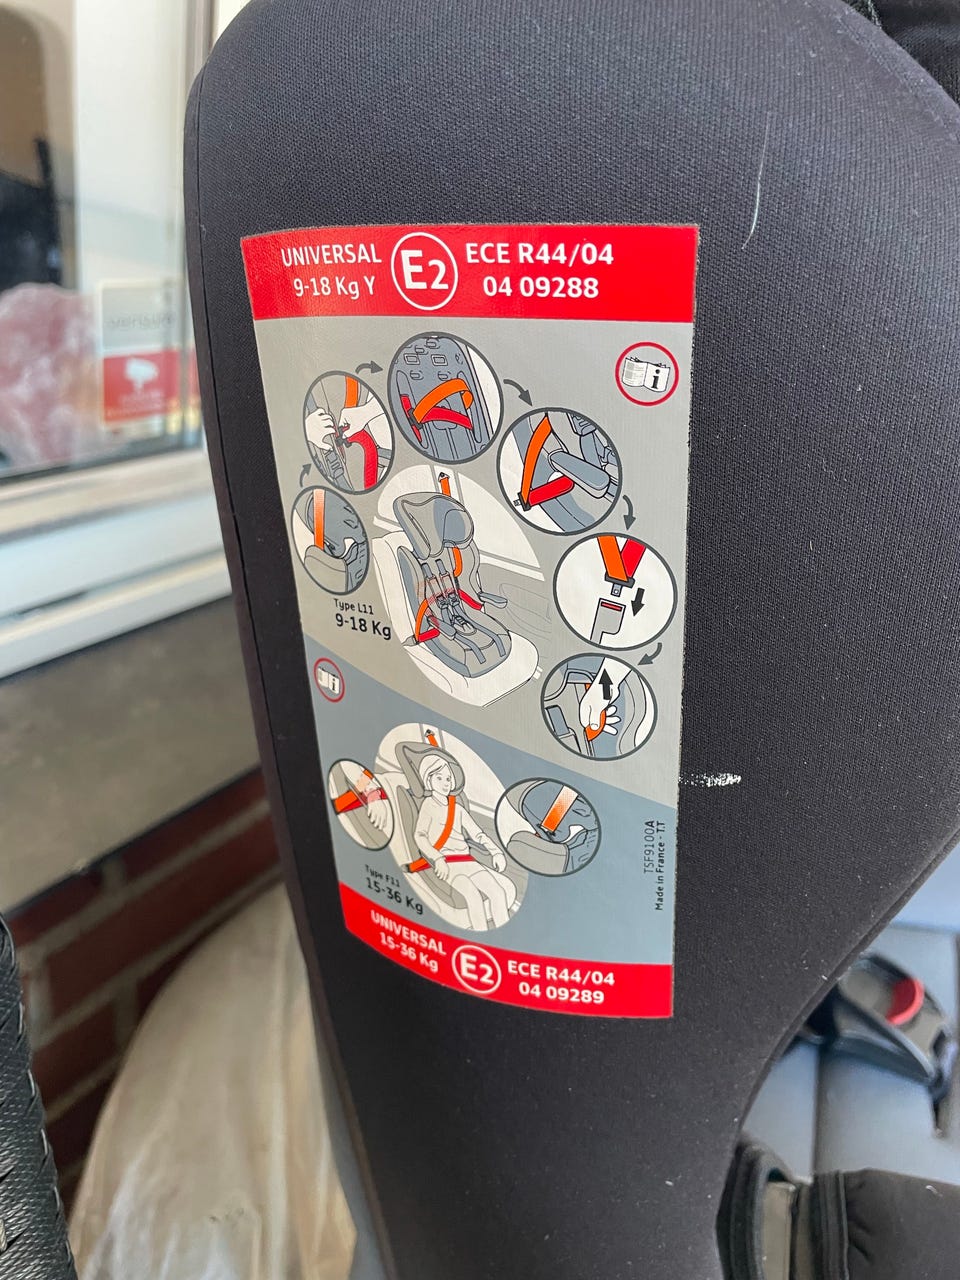 UNIVERSAL
9-18 Kg Y
E2
ECE R44/04
04 09288
i
Type L11
9-18 Kg
i
Type F11
15-36 Kg
TSF9100A
Made in France - T.T
UNIVERSAL
15-36 Kg
E2
ECE R44/04
04 09289